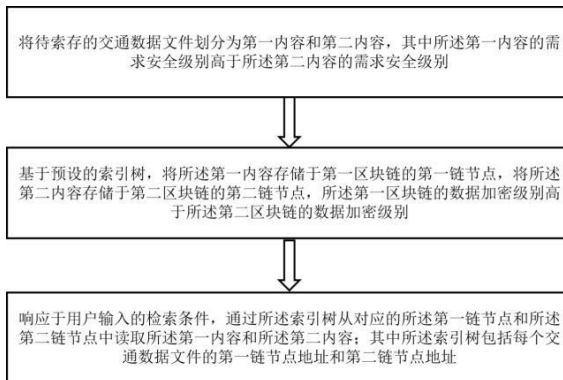 将待索存的交通数据文件划分为第一内容和第二内容，其中所述第一内容的需
求安全级别高于所述第二内容的需求安全级别
基于预设的索引树，将所述第一内容存储于第一区块链的第一链节点，将所述
第二内容存储于第二区块链的第二链节点，所述第一区块链的数据加密级别高
于所述第二区块链的数据加密级别
响应于用户输入的检索条件，通过所述索引树从对应的所述第一链节点和所述
第二链节点中读取所述第一内容和所述第二内容；其中所述索引树包括每个交
通数据文件的第一链节点地址和第二链节点地址